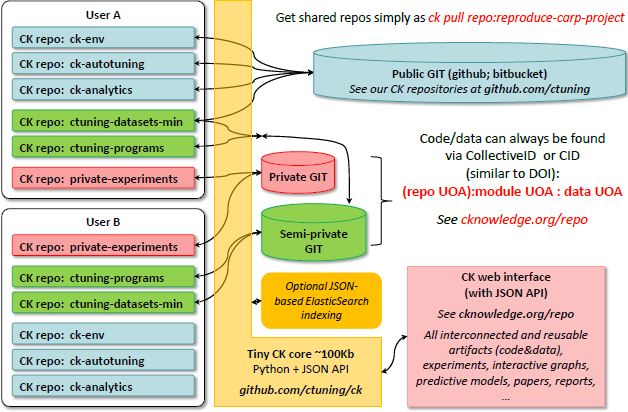 User A
CK repo: ck-env
CK repo: ck-autotuning
CK repo: ck-analytics
CK repo: ctuning-datasets-min
CK repo: ctuning-programs
CK repo: private-experiments
User B
CK repo: private-experiments
CK repo: ctuning-programs
CK repo: ctuning-datasets-min
CK repo: ck-env
CK repo: ck-autotuning
CK repo: ck-analytics
Get shared repos simply as ck pull repo:reproduce-carp-project
Public GIT (github; bitbucket)
See our CK repositories at github.com/ctuning
Private GIT
Semi-private
GIT
Code/data can always be found
via CollectiveID or CID
(similar to DOI):
(repo UOA):module UOA : data UOA
See cknowledge.org/repo
Optional JSON-
based ElasticSearch
indexing
Tiny CK core ~100Kb
Python + JSON API
github.com/ctuning/ck
CK web interface
(with JSON API)
See cknowledge.org/repo
All interconnected and reusable
artifacts (code&data),
experiments, interactive graphs,
predictive models, papers, reports,
...